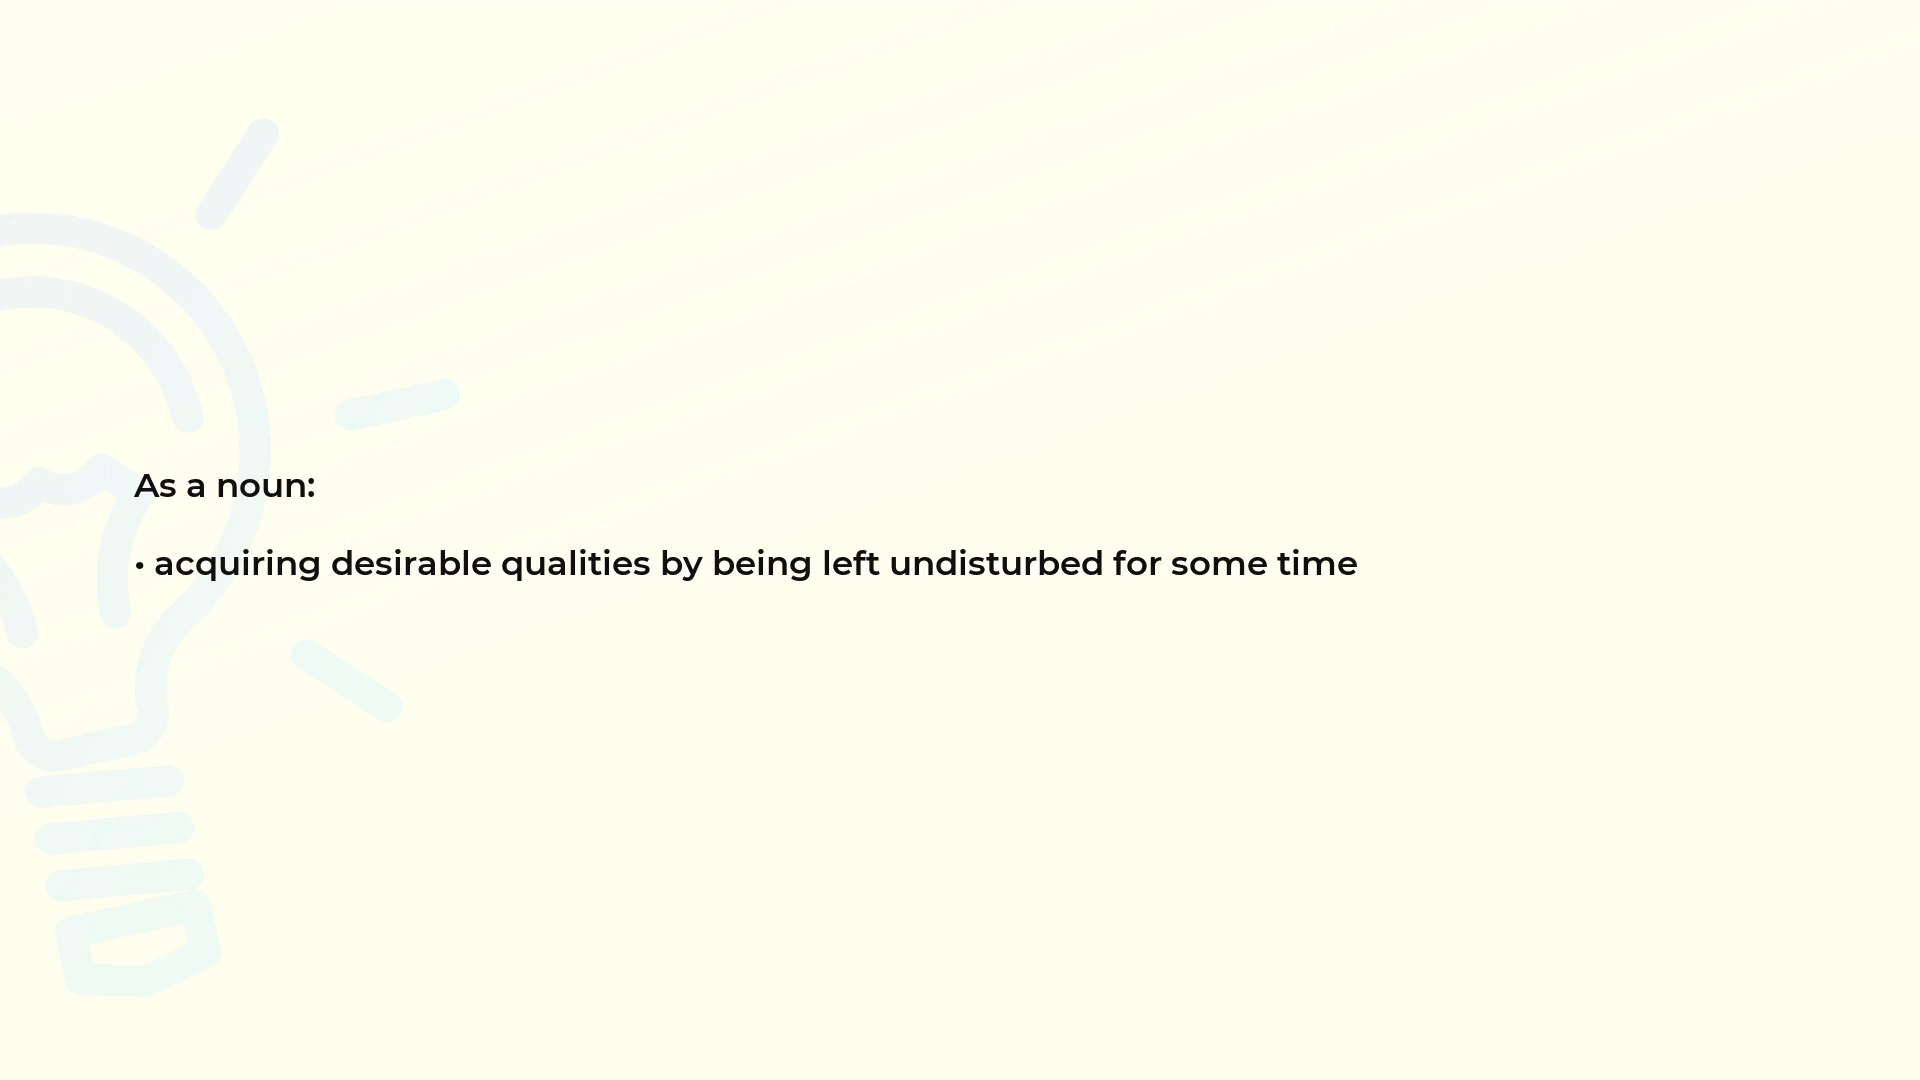 As a noun:
• acquiring desirable qualities by being left undisturbed for some time